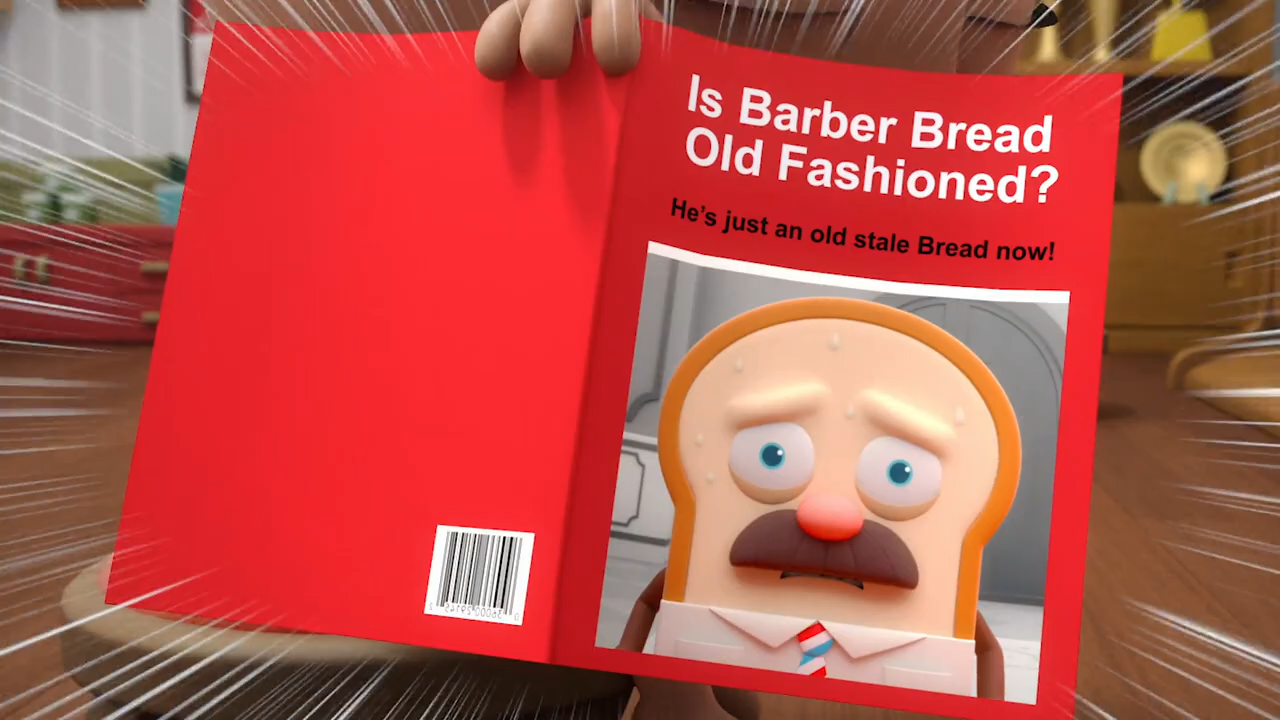 Is Barber Bread
Old Fashioned?
He's just an old stale Bread now!